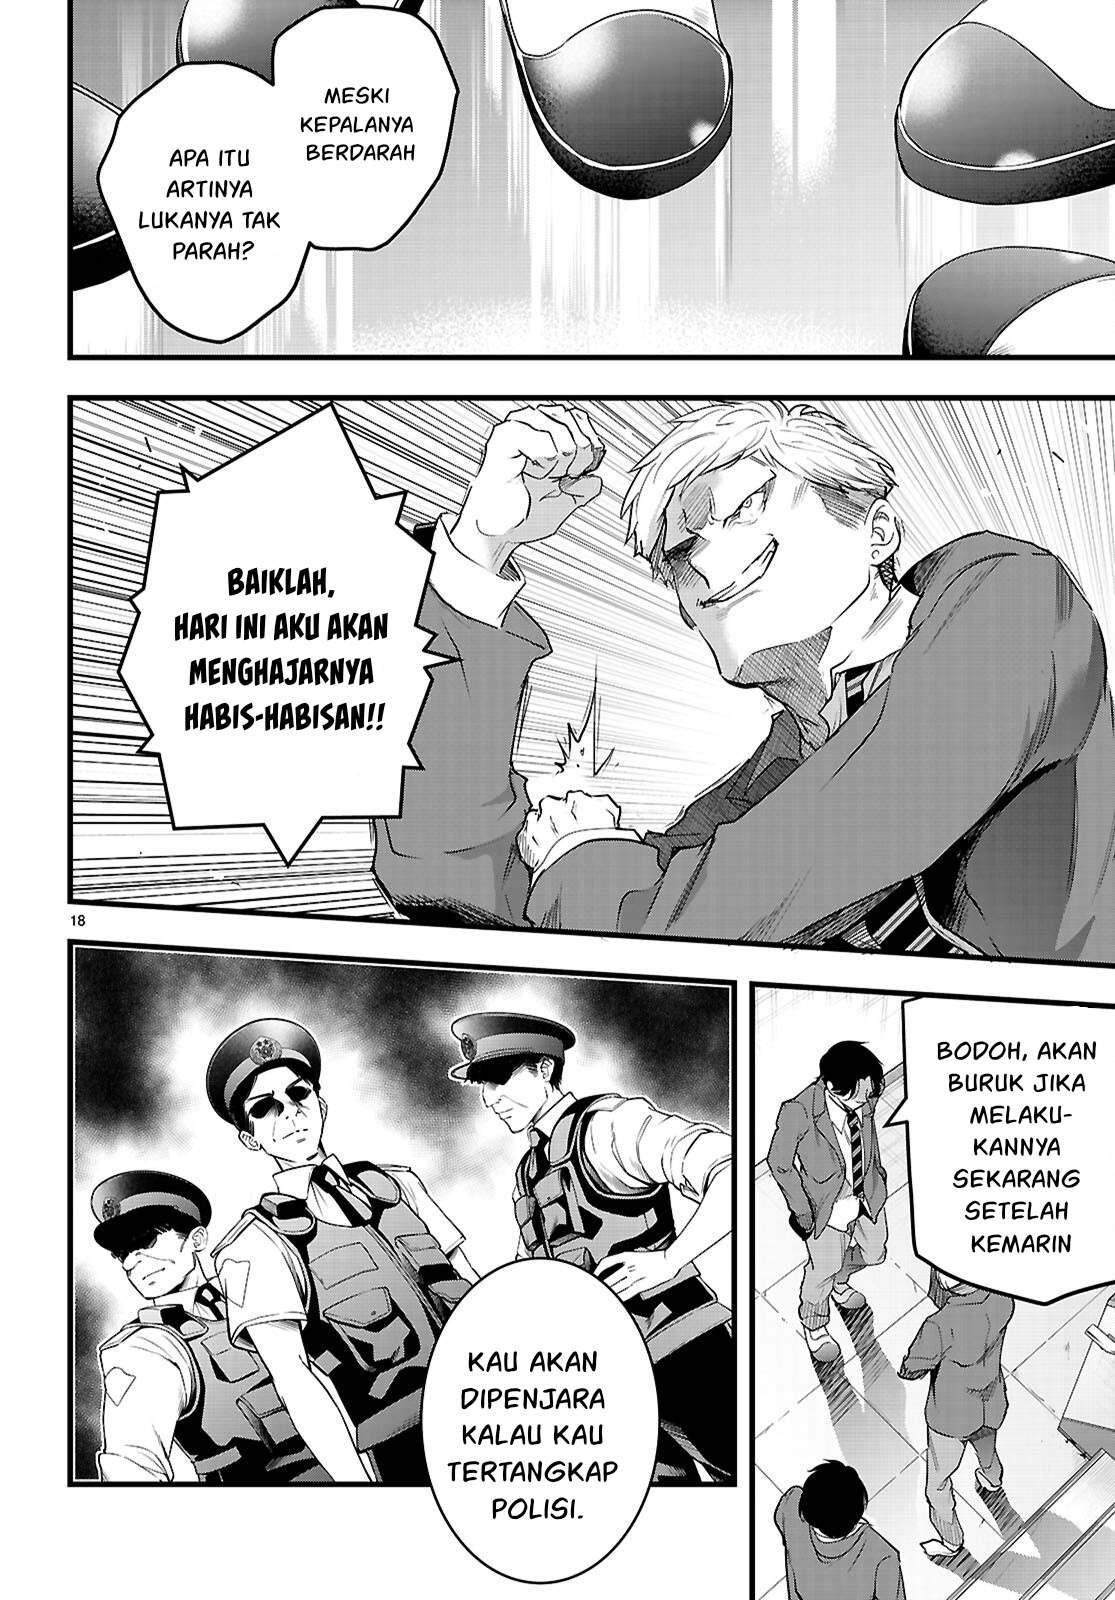 MESKI
KEPALANYA
BERDARAH
APA ITU
ARTINYA
LUKANYA TAK
PARAH?
BAIKLAH,
HARI INI AKU AKAN
MENGHAJARNYA
HABIS-HABISAN!!
18
BODOH, AKAN
BURUK JIKA
MELAKU-
KANNYA
SEKARANG
SETELAH
KEMARIN
KAU AKAN
DIPENJARA
KALAU KAU
TERTANGKAP
POLISI.